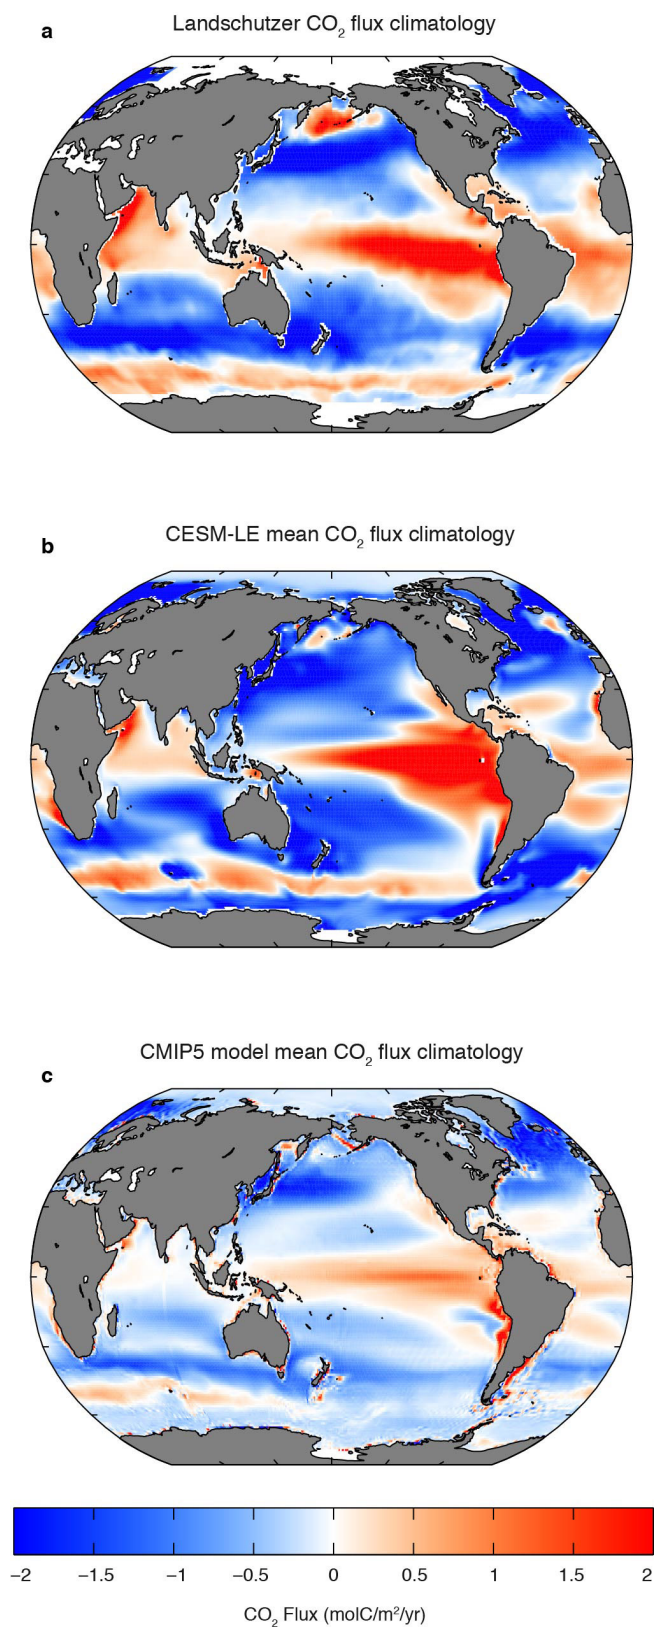 a
Landschutzer CO₂ flux climatology
b
CESM-LE mean CO₂ flux climatology
c
CMIP5 model mean CO₂ flux climatology
−2 −1.5 −1 −0.5 0 0.5 1 1.5 2
CO₂ Flux (molC/m²/yr)